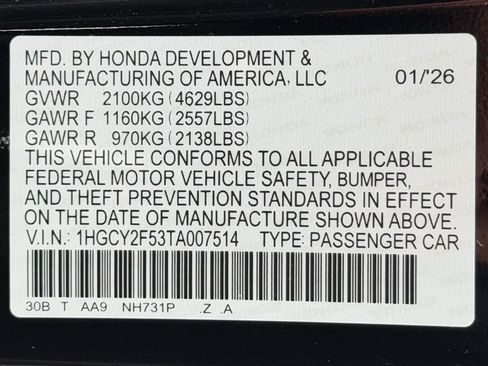 MFD. BY HONDA DEVELOPMENT &
MANUFACTURING OF AMERICA, LLC 01/'26
GVWR 2100KG (4629LBS)
GAWR F 1160KG (2557LBS)
GAWR R 970KG (2138LBS)
THIS VEHICLE CONFORMS TO ALL APPLICABLE
FEDERAL MOTOR VEHICLE SAFETY, BUMPER,
AND THEFT PREVENTION STANDARDS IN EFFECT
ON THE DATE OF MANUFACTURE SHOWN ABOVE.
V.I.N.: 1HGCY2F53TA007514 TYPE: PASSENGER CAR
30B T AA9 NH731P .Z .A